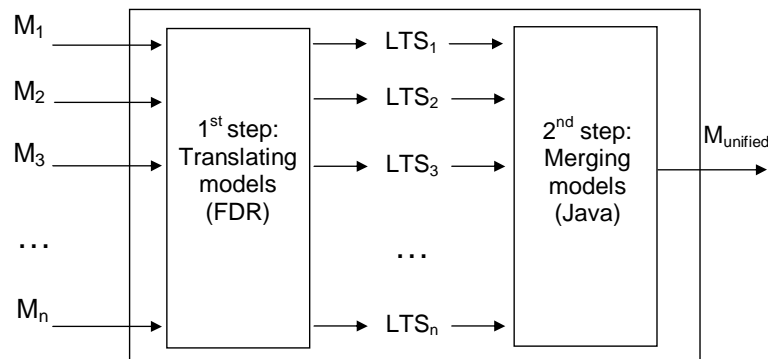 M1
M2
M3
…
Mn
1st step:
Translating
models
(FDR)
LTS1
LTS2
LTS3
…
LTSn
2nd step:
Merging
models
(Java)
Munified